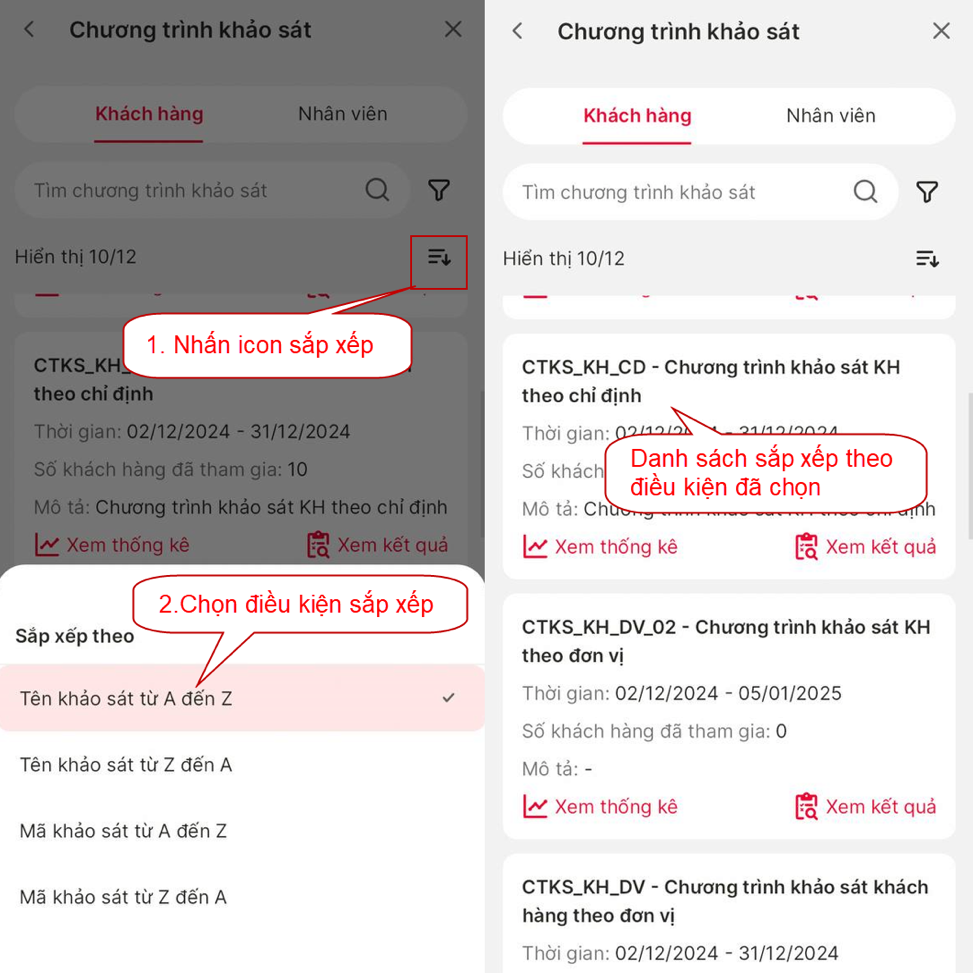 Chương trình khảo sát
Khách hàng
Nhân viên
Tìm chương trình khảo sát
Hiển thị 10/12
1. Nhấn icon sắp xếp
CTKS_KH_
theo chỉ định
Thời gian: 02/12/2024 - 31/12/2024
Số khách hàng đã tham gia: 10
Mô tả: Chương trình khảo sát KH theo chỉ định
Xem thống kê
Xem kết quả
2.Chọn điều kiện sắp xếp
Sắp xếp theo
Tên khảo sát từ A đến Z
Tên khảo sát từ Z đến A
Mã khảo sát từ A đến Z
Mã khảo sát từ Z đến A
Chương trình khảo sát
Khách hàng
Nhân viên
Tìm chương trình khảo sát
Hiển thị 10/12
CTKS_KH_CD - Chương trình khảo sát KH
theo chỉ định
Thời gian: 02/12/2024 - 31/12/2024
Danh sách sắp xếp theo
điều kiện đã chọn
Số khách
Mô tả: Chương trình khảo sát KH theo chỉ định
Xem thống kê
Xem kết quả
CTKS_KH_DV_02 - Chương trình khảo sát KH
theo đơn vị
Thời gian: 02/12/2024 - 05/01/2025
Số khách hàng đã tham gia: 0
Mô tả: -
Xem thống kê
Xem kết quả
CTKS_KH_DV - Chương trình khảo sát khách
hàng theo đơn vị
Thời gian: 02/12/2024 - 31/12/2024